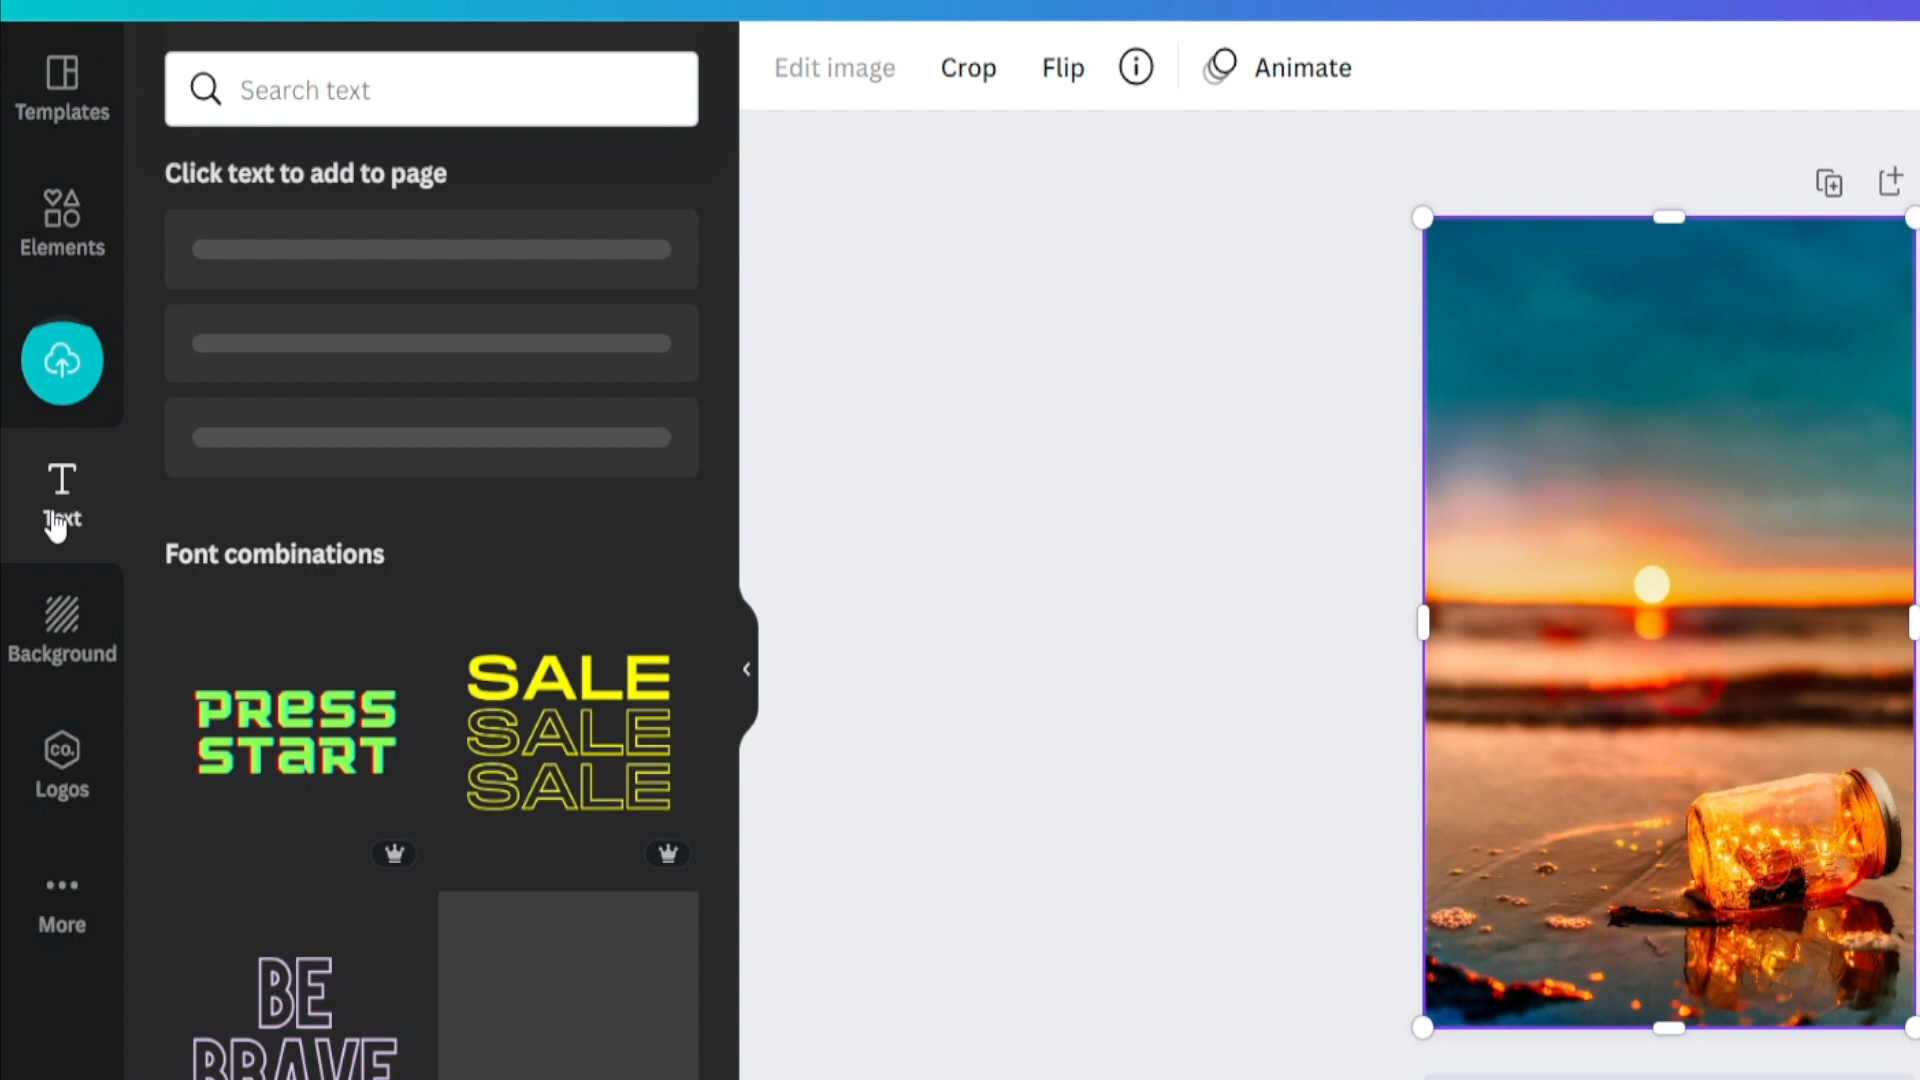 Templates
Elements
Text
Background
CO.
Logos
More
Search text
Click text to add to page
Font combinations
PRESS
START
SALE
SALE
SALE
BE
BRAVE
Edit image
Crop
Flip
Animate